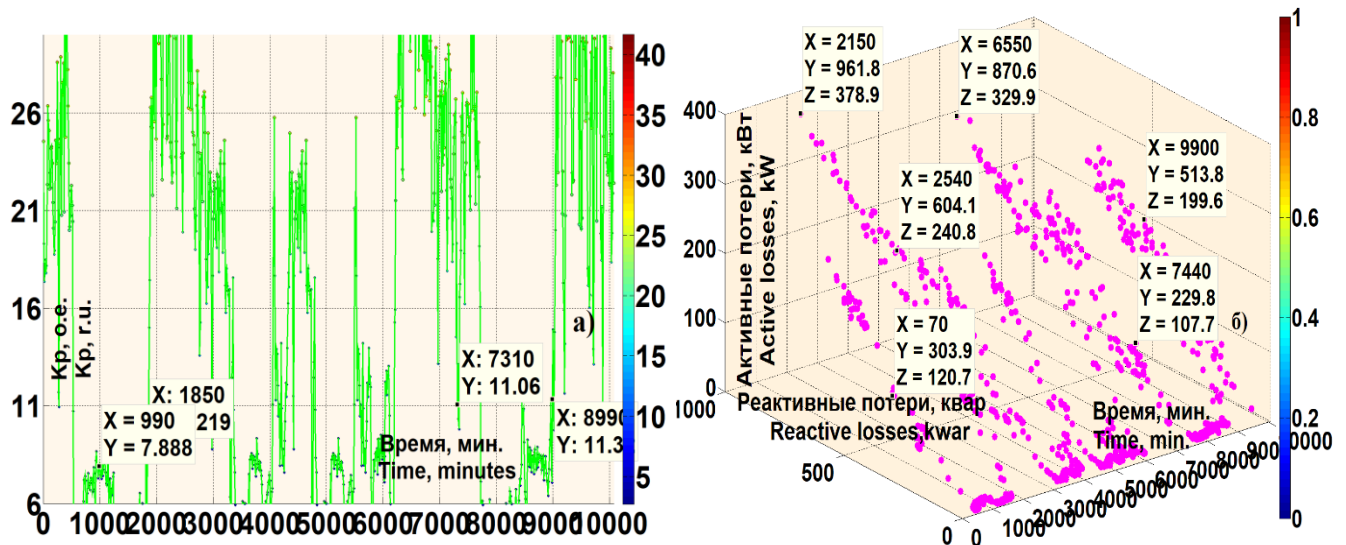 26
21
16
11
6
Кр, о.е.
Kp, r.u.
X: 1850
219
X = 990
Y = 7.888
X: 7310
Y: 11.06
X: 8990
Y: 11.3
а)
Время, мин.
Time, minutes
0 1000 2000 3000 4000 5000 6000 7000 8000 9000 10000
40
35
30
25
20
15
10
5
X = 2150
Y = 961.8
Z = 378.9
X = 6550
Y = 870.6
Z = 329.9
X = 2540
Y = 604.1
Z = 240.8
X = 9900
Y = 513.8
Z = 199.6
X = 7440
Y = 229.8
Z = 107.7
X = 70
Y = 303.9
Z = 120.7
б)
400
300
200
100
0
Активные потери, кВт
Active losses, kW
1000
500
0
Реактивные потери, квар
Reactive losses,kwar
Время, мин.
Time, min.
0 1000 2000 3000 4000 5000 6000 7000 8000 900 0000
1
0.8
0.6
0.4
0.2
0